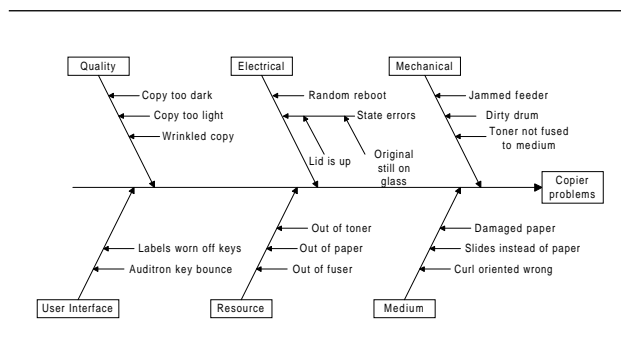 Quality
Electrical
Mechanical
Copy too dark
Copy too light
Wrinkled copy
Random reboot
State errors
Lid is up
Original
still on
glass
Jammed feeder
Dirty drum
Toner not fused
to medium
Copier
problems
Labels worn off keys
Auditron key bounce
Out of toner
Out of paper
Out of fuser
Damaged paper
Slides instead of paper
Curl oriented wrong
User Interface
Resource
Medium